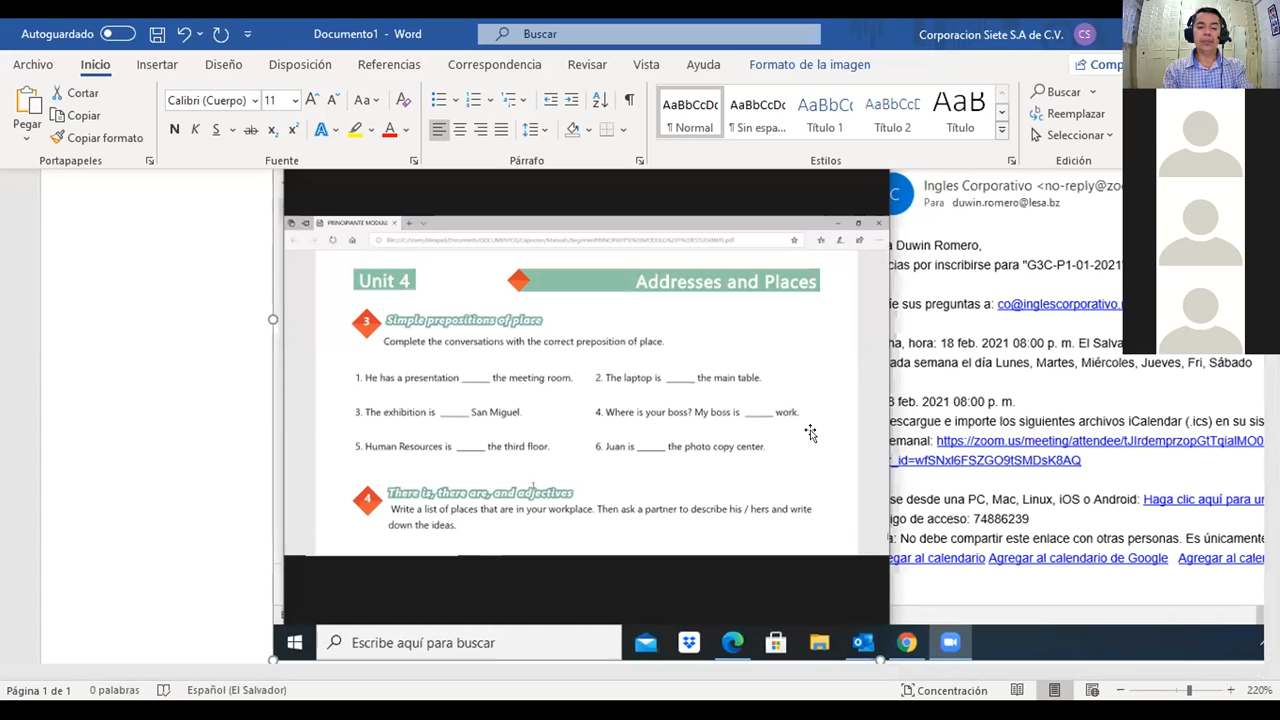 Autoguardado
Documento1 - Word
Buscar
Corporacion Siete S.A de C.V.
CS
Archivo Inicio Insertar Diseño Disposición Referencias Correspondencia Revisar Vista Ayuda Formato de la imagen Comp
Pegar
Cortar
Copiar
Copiar formato
Portapapeles
Calibri (Cuerpo) 11
Fuente
Párrafo
AaBbCcDc AaBbCcDc AaBbCc AaBbCcD AaB
¶ Normal ¶ Sin espa... Título 1 Título 2 Título
Estilos
Buscar
Reemplazar
Seleccionar
Edición
PRINCIPIANTE MODUL
Unit 4
Addresses and Places
3 Simple prepositions of place
Complete the conversations with the correct preposition of place.
1. He has a presentation _____ the meeting room. 2. The laptop is _____ the main table.
3. The exhibition is _____ San Miguel. 4. Where is your boss? My boss is _____ work.
5. Human Resources is _____ the third floor. 6. Juan is _____ the photo copy center.
4 There is, there are, and adjectives
Write a list of places that are in your workplace. Then ask a partner to describe his / hers and write
down the ideas.
C
Ingles Corporativo <no-reply@zo
Para duwin.romero@lesa.bz
a Duwin Romero,
cias por inscribirse para "G3C-P1-01-2021"
íe sus preguntas a: co@inglescorporativo.
ha, hora: 18 feb. 2021 08:00 p. m. El Salv
ada semana el día Lunes, Martes, Miércoles, Jueves, Fri, Sábado
8 feb. 2021 08:00 p. m.
escargue e importe los siguientes archivos iCalendar (.ics) en su sis
emanal:
se desde una PC, Mac, Linux, iOS o Android: Haga clic aquí para ur
igo de acceso: 74886239
a: No debe compartir este enlace con otras personas. Es únicamente
egar al calendario Agregar al calendario de Google Agregar al caler
Escribe aquí para buscar
Página 1 de 1 0 palabras Español (El Salvador) Concentración 220%